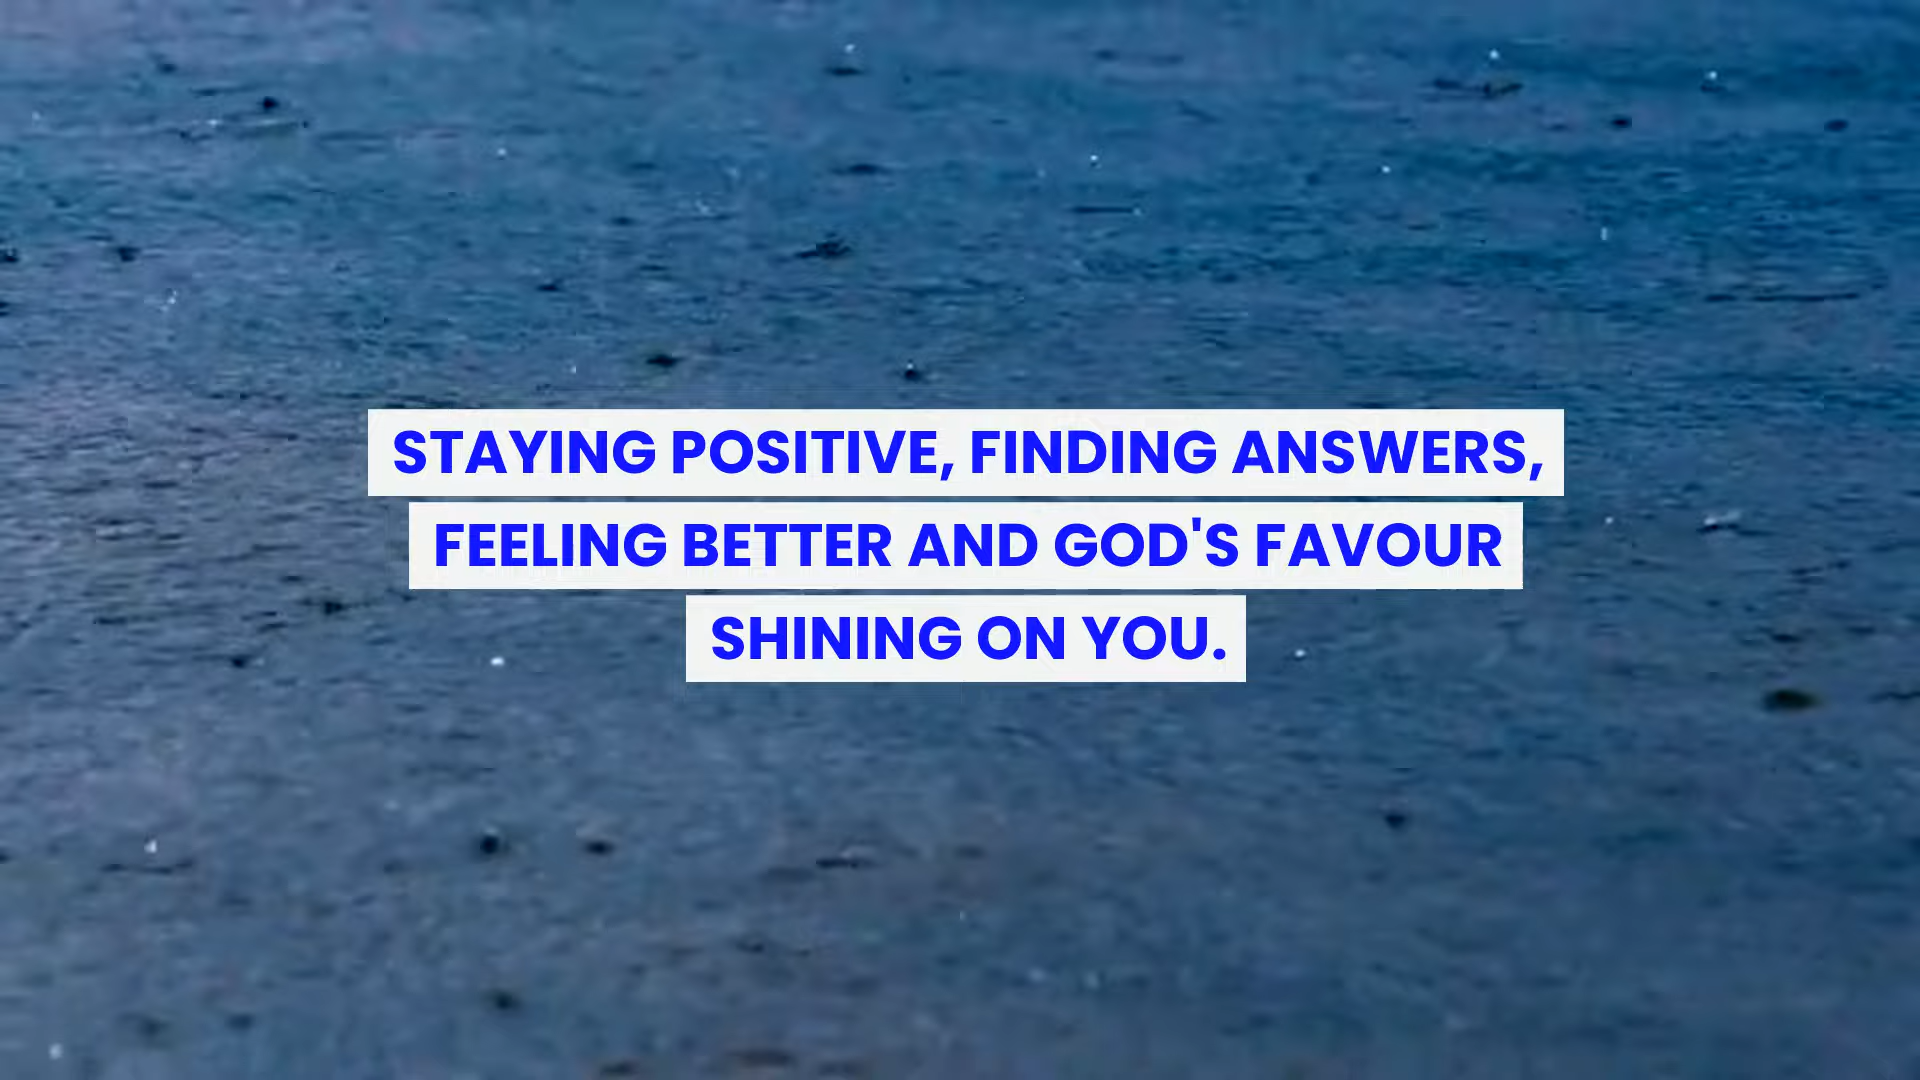 STAYING POSITIVE, FINDING ANSWERS,
FEELING BETTER AND GOD'S FAVOUR
SHINING ON YOU.